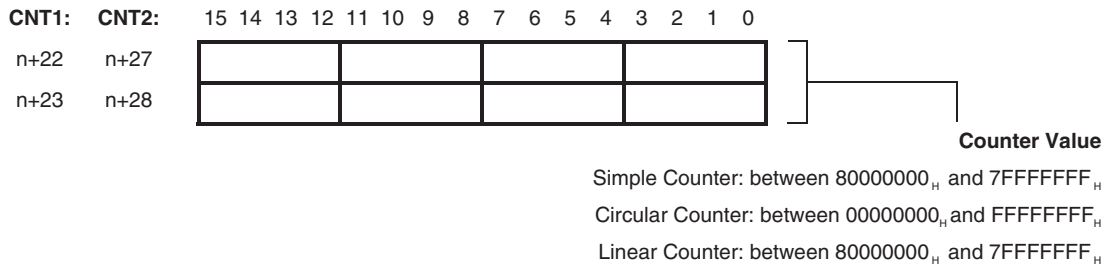 CNT1: CNT2: 15 14 13 12 11 10 9 8 7 6 5 4 3 2 1 0
n+22 n+27
n+23 n+28
Counter Value
Simple Counter: between 80000000H and 7FFFFFFFH
Circular Counter: between 00000000H and FFFFFFFFH
Linear Counter: between 80000000H and 7FFFFFFFH